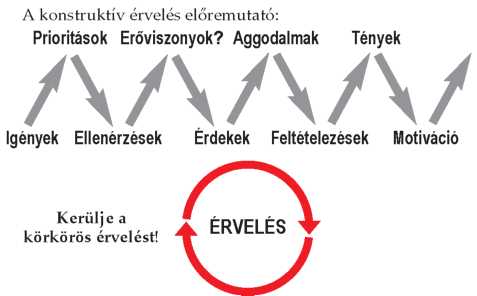 A konstruktív érvelés előremutató:
Prioritások Erőviszonyok? Aggodalmak Tények
Igények Ellenérzések Érdekek Feltételezések Motiváció
Kerülje a
körkörös érvelést!
ÉRVELÉS